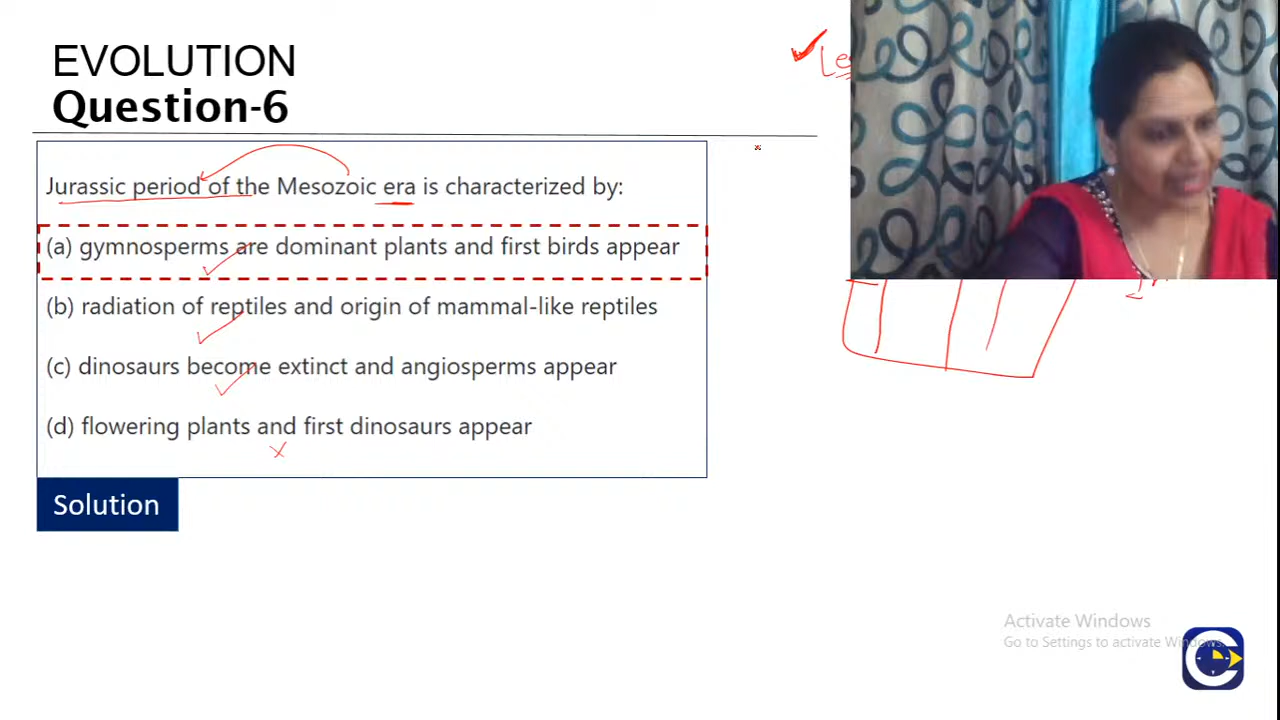 EVOLUTION
Question-6
Jurassic period of the Mesozoic era is characterized by:
(a) gymnosperms are dominant plants and first birds appear
(b) radiation of reptiles and origin of mammal-like reptiles
(c) dinosaurs become extinct and angiosperms appear
(d) flowering plants and first dinosaurs appear
Solution
Activate Windows
Go to Settings to activate Windows.